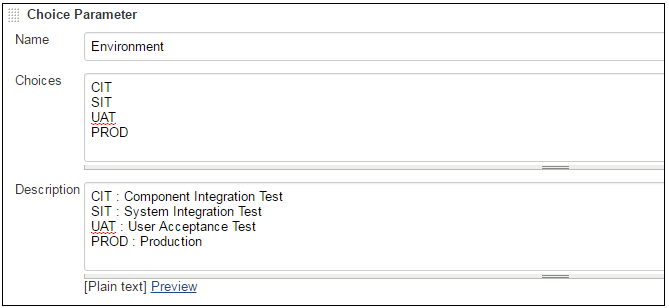 Choice Parameter
Name
Environment
Choices
CIT
SIT
UAT
PROD
Description
CIT : Component Integration Test
SIT : System Integration Test
UAT : User Acceptance Test
PROD : Production
[Plain text] Preview